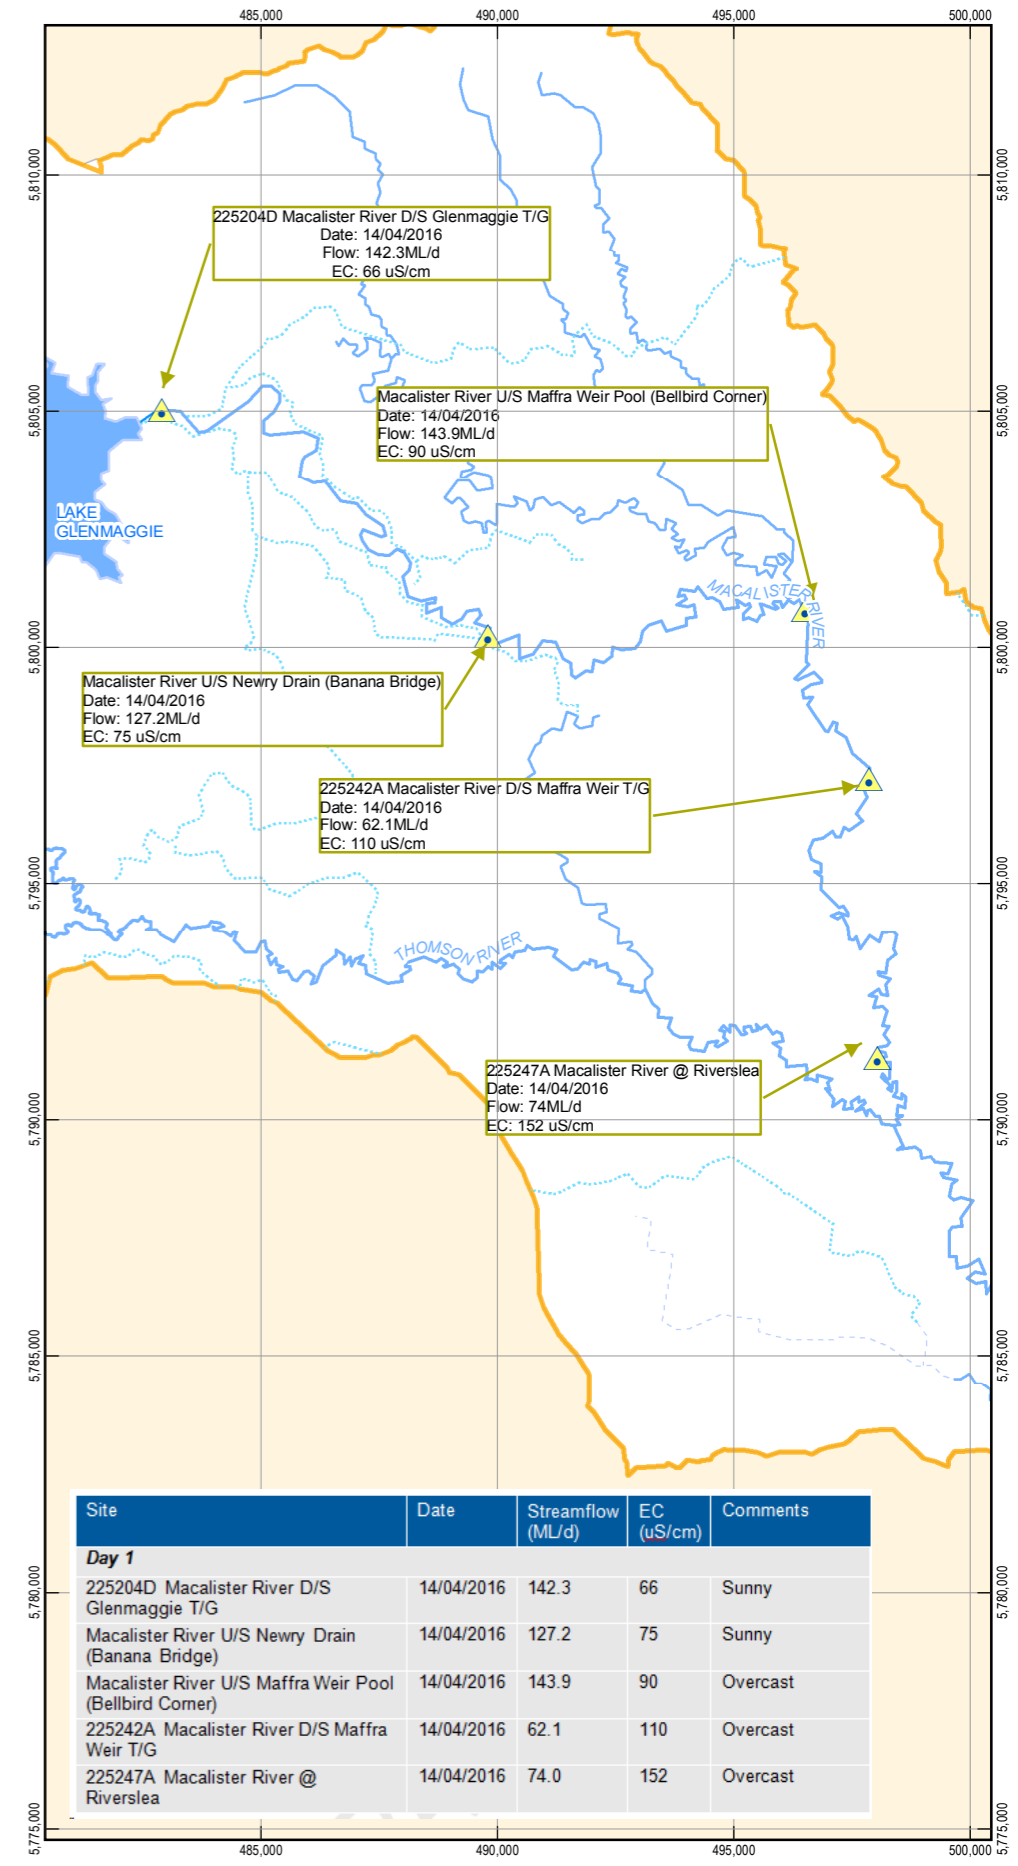 485,000 490,000 495,000 500,000
5,810,000 5,810,000
225204D Macalister River D/S Glenmaggie T/G
Date: 14/04/2016
Flow: 142.3ML/d
EC: 66 uS/cm
5,805,000 5,805,000
Macalister River U/S Maffra Weir Pool (Bellbird Corner)
Date: 14/04/2016
Flow: 143.9ML/d
EC: 90 uS/cm
LAKE
GLENMAGGIE
MACALISTER RIVER
5,800,000 5,800,000
Macalister River U/S Newry Drain (Banana Bridge)
Date: 14/04/2016
Flow: 127.2ML/d
EC: 75 uS/cm
225242A Macalister River D/S Maffra Weir T/G
Date: 14/04/2016
Flow: 62.1ML/d
EC: 110 uS/cm
5,795,000 5,795,000
THOMSON RIVER
225247A Macalister River @ Riverslea
Date: 14/04/2016
Flow: 74ML/d
EC: 152 uS/cm
5,790,000 5,790,000
5,785,000 5,785,000
Site Date Streamflow (ML/d) EC (uS/cm) Comments
Day 1
5,780,000 5,780,000
225204D Macalister River D/S Glenmaggie T/G 14/04/2016 142.3 66 Sunny
Macalister River U/S Newry Drain (Banana Bridge) 14/04/2016 127.2 75 Sunny
Macalister River U/S Maffra Weir Pool (Bellbird Corner) 14/04/2016 143.9 90 Overcast
225242A Macalister River D/S Maffra Weir T/G 14/04/2016 62.1 110 Overcast
225247A Macalister River @ Riverslea 14/04/2016 74.0 152 Overcast
5,775,000 5,775,000
485,000 490,000 495,000 500,000